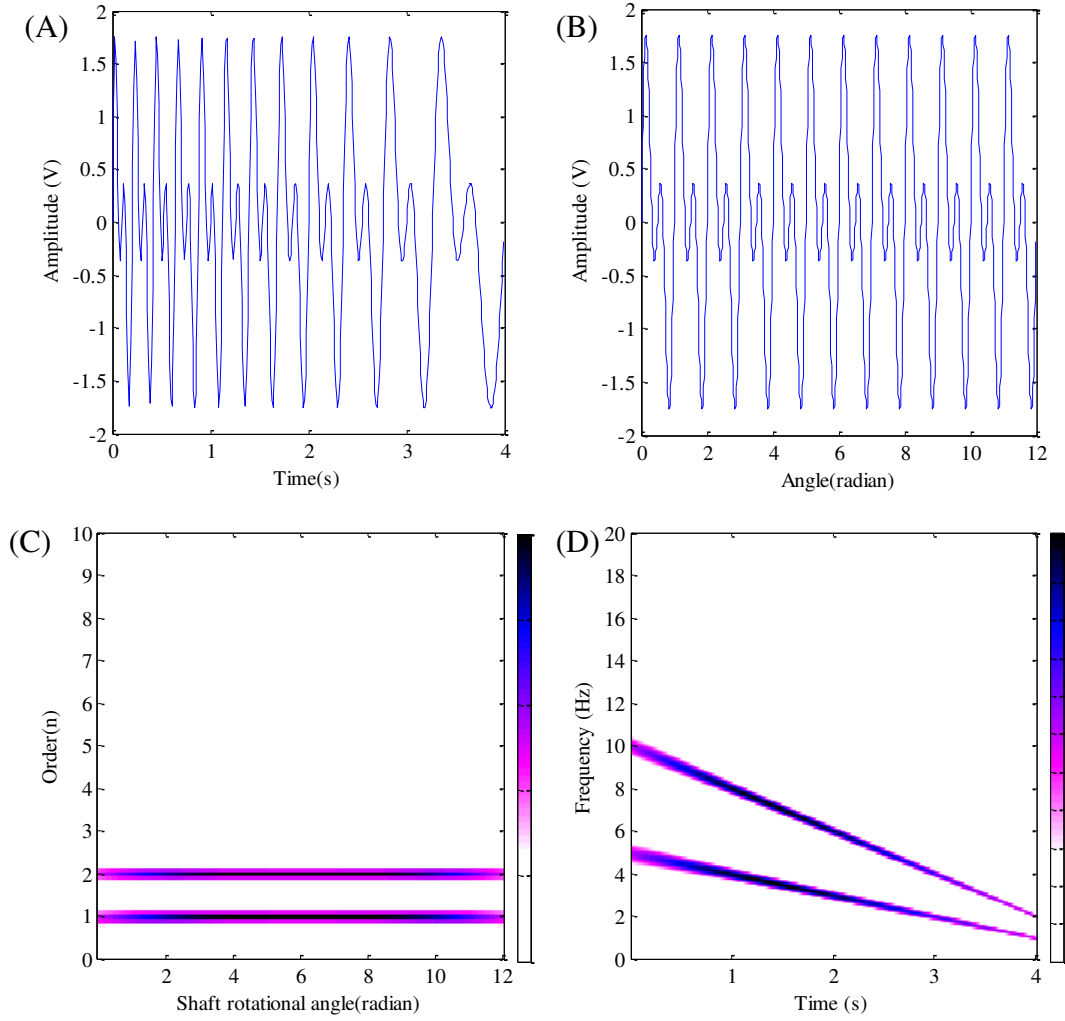 (A)
2
1.5
1
0.5
0
-0.5
-1
-1.5
-2
Amplitude (V)
0 1 2 3 4
Time(s)
(B)
2
1.5
1
0.5
0
-0.5
-1
-1.5
-2
Amplitude (V)
0 2 4 6 8 10 12
Angle(radian)
(C)
10
9
8
7
6
5
4
3
2
1
0
Order(n)
2 4 6 8 10 12
Shaft rotational angle(radian)
(D)
20
18
16
14
12
10
8
6
4
2
0
Frequency (Hz)
1 2 3 4
Time (s)